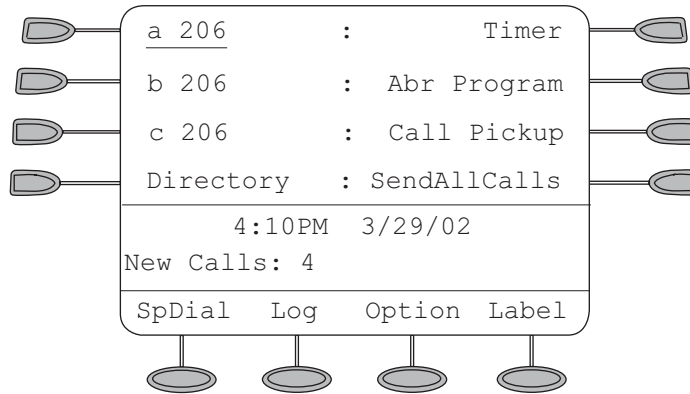 a 206 : Timer
b 206 : Abr Program
c 206 : Call Pickup
Directory : SendAllCalls
4:10PM 3/29/02
New Calls: 4
SpDial Log Option Label